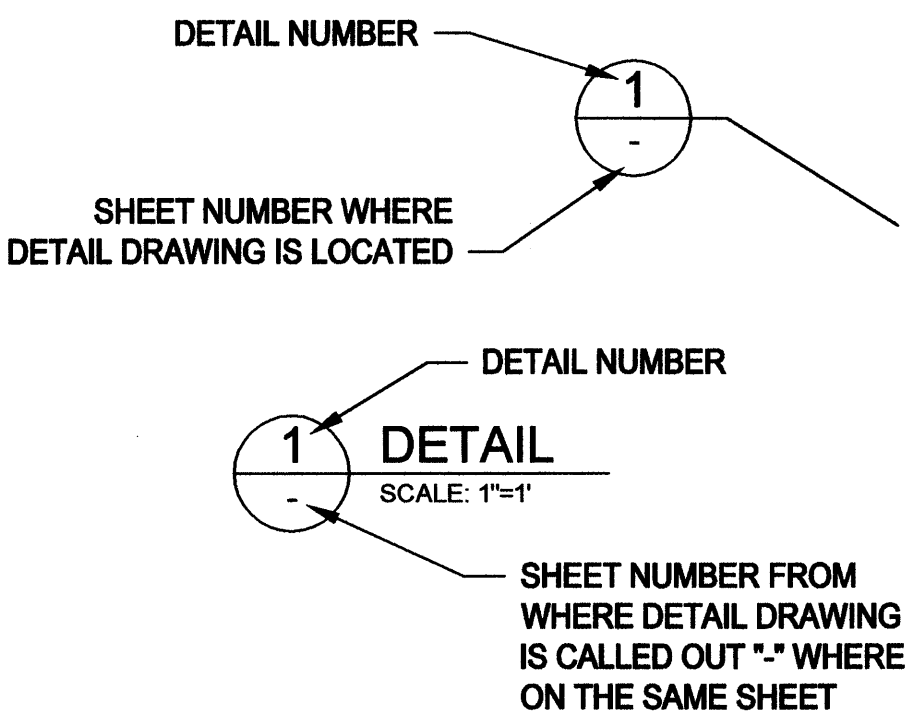 DETAIL NUMBER
1
-
SHEET NUMBER WHERE
DETAIL DRAWING IS LOCATED
DETAIL NUMBER
1
DETAIL
-
SCALE: 1"=1'
SHEET NUMBER FROM
WHERE DETAIL DRAWING
IS CALLED OUT "-" WHERE
ON THE SAME SHEET